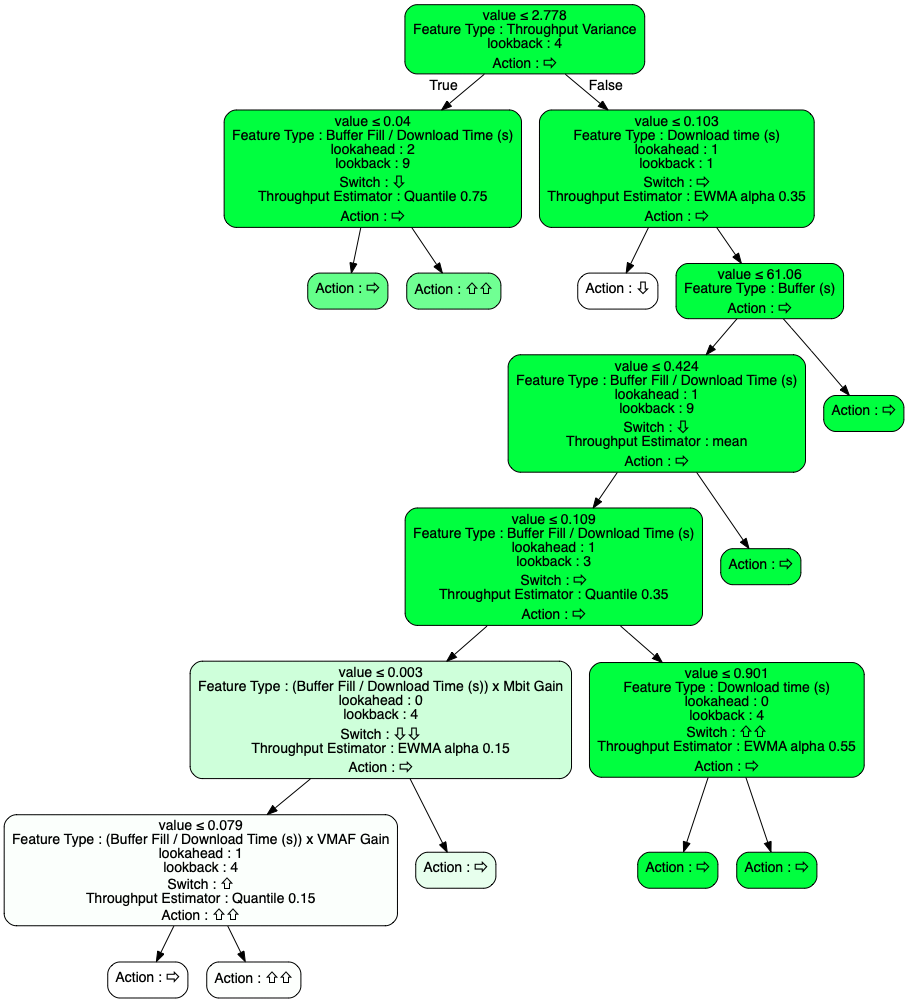 value ≤ 2.778
Feature Type : Throughput Variance
lookback : 4
Action : ⇨
True
False
value ≤ 0.04
Feature Type : Buffer Fill / Download Time (s)
lookahead : 2
lookback : 9
Switch : ⇩
Throughput Estimator : Quantile 0.75
Action : ⇨
value ≤ 0.103
Feature Type : Download time (s)
lookahead : 1
lookback : 1
Switch : ⇨
Throughput Estimator : EWMA alpha 0.35
Action : ⇨
Action : ⇨
Action : ⇧⇧
Action : ⇩
value ≤ 61.06
Feature Type : Buffer (s)
Action : ⇨
value ≤ 0.424
Feature Type : Buffer Fill / Download Time (s)
lookahead : 1
lookback : 9
Switch : ⇩
Throughput Estimator : mean
Action : ⇨
Action : ⇨
value ≤ 0.109
Feature Type : Buffer Fill / Download Time (s)
lookahead : 1
lookback : 3
Switch : ⇨
Throughput Estimator : Quantile 0.35
Action : ⇨
Action : ⇨
value ≤ 0.003
Feature Type : (Buffer Fill / Download Time (s)) x Mbit Gain
lookahead : 0
lookback : 4
Switch : ⇩⇩
Throughput Estimator : EWMA alpha 0.15
Action : ⇨
value ≤ 0.901
Feature Type : Download time (s)
lookahead : 0
lookback : 4
Switch : ⇧⇧
Throughput Estimator : EWMA alpha 0.55
Action : ⇨
value ≤ 0.079
Feature Type : (Buffer Fill / Download Time (s)) x VMAF Gain
lookahead : 1
lookback : 4
Switch : ⇧
Throughput Estimator : Quantile 0.15
Action : ⇧⇧
Action : ⇨
Action : ⇨
Action : ⇨
Action : ⇨
Action : ⇧⇧